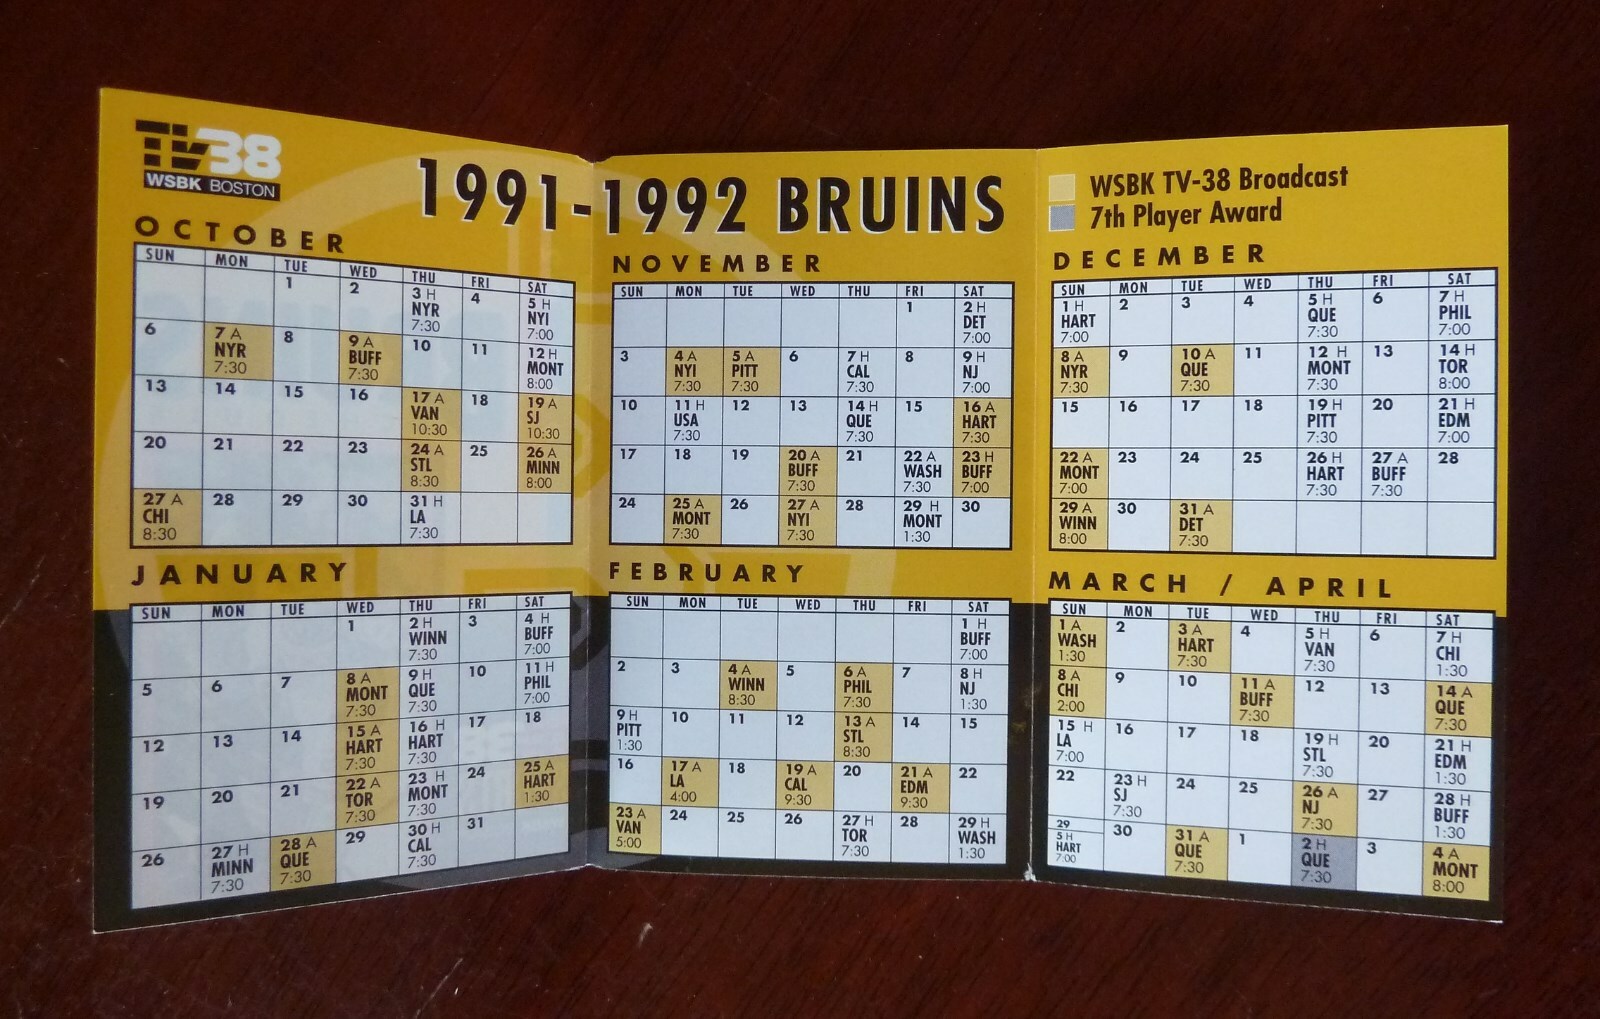 TV38
WSBK BOSTON
1991-1992 BRUINS
WSBK TV-38 Broadcast
7th Player Award
OCTOBER
SUN MON TUE WED THU FRI SAT
1 2 3 H NYR 7:30 4 5 H NYI 7:00
6 7 A NYR 7:30 8 9 A BUFF 7:30 10 11 12 H MONT 8:00
13 14 15 16 17 A VAN 10:30 18 19 A SJ 10:30
20 21 22 23 24 A STL 8:30 25 26 A MINN 8:00
27 A CHI 8:30 28 29 30 31 H LA 7:30
NOVEMBER
SUN MON TUE WED THU FRI SAT
1 2 H DET 7:00
3 4 A NYI 7:30 5 A PITT 7:30 6 7 H CAL 7:30 8 9 H NJ 7:00
10 11 H USA 7:30 12 13 14 H QUE 7:30 15 16 A HART 7:30
17 18 19 20 A BUFF 7:30 21 22 A WASH 7:30 23 H BUFF 7:00
24 25 A MONT 7:30 26 27 A NYI 7:30 28 29 H MONT 1:30 30
DECEMBER
SUN MON TUE WED THU FRI SAT
1 H HART 7:00 2 3 4 5 H QUE 7:30 6 7 H PHIL 7:00
8 A NYR 7:30 9 10 A QUE 7:30 11 12 H MONT 7:30 13 14 H TOR 8:00
15 16 17 18 19 H PITT 7:30 20 21 H EDM 7:00
22 A MONT 7:00 23 24 25 26 H HART 7:30 27 A BUFF 7:30 28
29 A WINN 8:00 30 31 A DET 7:30
JANUARY
SUN MON TUE WED THU FRI SAT
1 2 H WINN 7:30 3 4 H BUFF 7:00
5 6 7 8 A MONT 7:30 9 H QUE 7:30 10 11 H PHIL 7:00
12 13 14 15 A HART 7:30 16 H HART 7:30 17 18
19 20 21 22 A TOR 7:30 23 H MONT 7:30 24 25 A HART 1:30
26 27 H MINN 7:30 28 A QUE 7:30 29 30 H CAL 7:30 31
FEBRUARY
SUN MON TUE WED THU FRI SAT
1 H BUFF 7:00
2 3 4 A WINN 8:30 5 6 A PHIL 7:30 7 8 H NJ 1:30
9 H PITT 1:30 10 11 12 13 A STL 8:30 14 15
16 17 A LA 4:00 18 19 A CAL 9:30 20 21 A EDM 9:30 22
23 A VAN 5:00 24 25 26 27 H TOR 7:30 28 29 H WASH 1:30
MARCH / APRIL
SUN MON TUE WED THU FRI SAT
1 A WASH 1:30 2 3 A HART 7:30 4 5 H VAN 7:30 6 7 H CHI 1:30
8 A CHI 2:00 9 10 11 A BUFF 7:30 12 13 14 A QUE 7:30
15 H LA 7:00 16 17 18 19 H STL 7:30 20 21 H EDM 1:30
22 23 H SJ 7:30 24 25 26 A NJ 7:30 27 28 H BUFF 1:30
29 5 H HART 7:00 30 31 A QUE 7:30 1 2 H QUE 7:30 3 4 A MONT 8:00